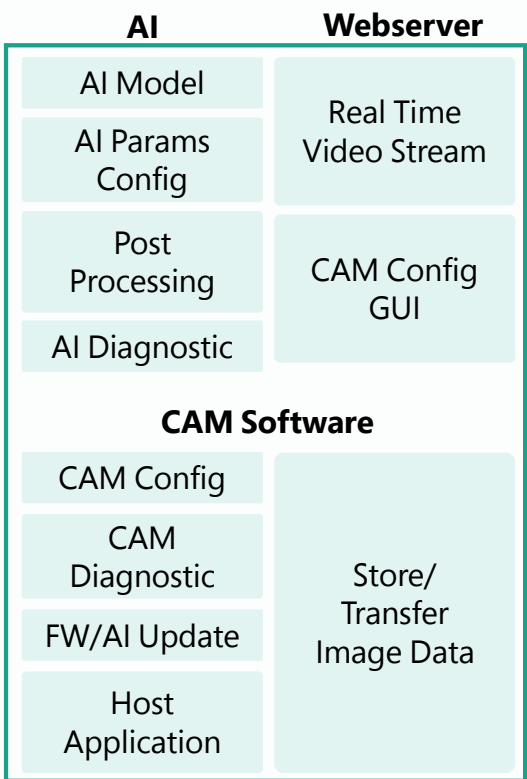 AI
AI Model
AI Params
Config
Post
Processing
AI Diagnostic
Webserver
Real Time
Video Stream
CAM Config
GUI
CAM Software
CAM Config
CAM
Diagnostic
FW/AI Update
Host
Application
Store/
Transfer
Image Data